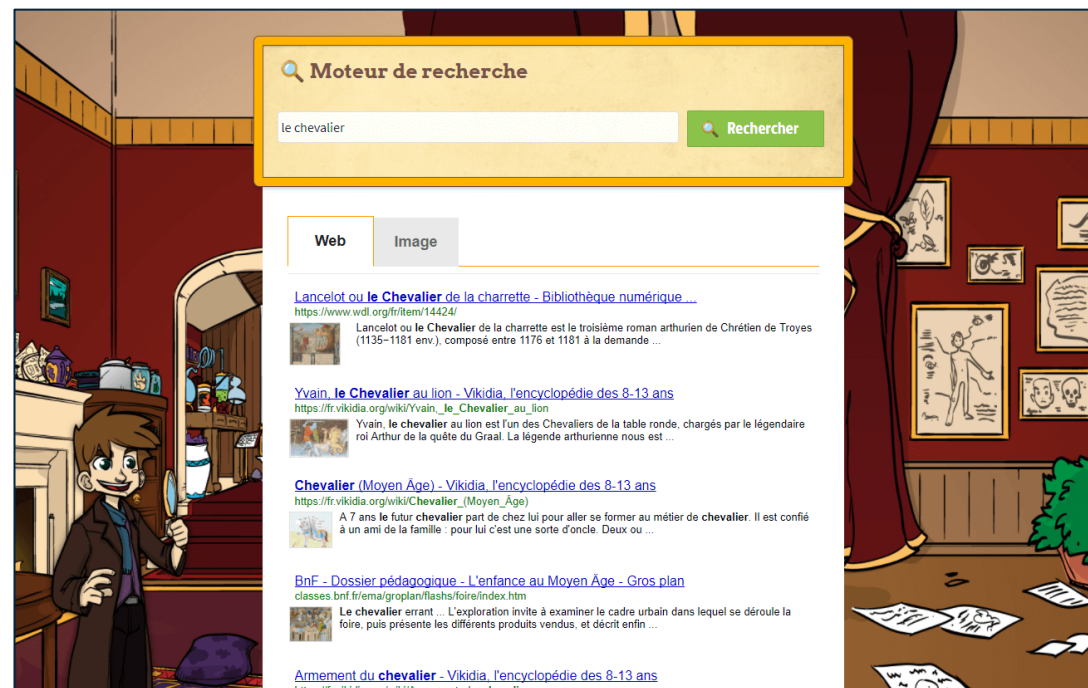 Moteur de recherche
le chevalier
Rechercher
Web
Image
Lancelot ou le Chevalier de la charrette - Bibliothèque numérique ...
https://www.wdl.org/fr/item/14424/
Lancelot ou le Chevalier de la charrette est le troisième roman arthurien de Chrétien de Troyes
(1135–1181 env.), composé entre 1176 et 1181 à la demande ...
Yvain, le Chevalier au lion - Vikidia, l'encyclopédie des 8-13 ans
https://fr.vikidia.org/wiki/Yvain,_le_Chevalier_au_lion
Yvain, le chevalier au lion est l'un des Chevaliers de la table ronde, chargés par le légendaire
roi Arthur de la quête du Graal. La légende arthurienne nous est ...
Chevalier (Moyen Âge) - Vikidia, l'encyclopédie des 8-13 ans
https://fr.vikidia.org/wiki/Chevalier_(Moyen_Âge)
A 7 ans le futur chevalier part de chez lui pour aller se former au métier de chevalier. Il est confié
à un ami de la famille : pour lui c'est une sorte d'oncle. Deux ou ...
BnF - Dossier pédagogique - L'enfance au Moyen Âge - Gros plan
classes.bnf.fr/ema/groplan/flashs/foire/index.htm
Le chevalier errant ... L'exploration invite à examiner le cadre urbain dans lequel se déroule la
foire, puis présente les différents produits vendus, et décrit enfin ...
Armement du chevalier - Vikidia, l'encyclopédie des 8-13 ans